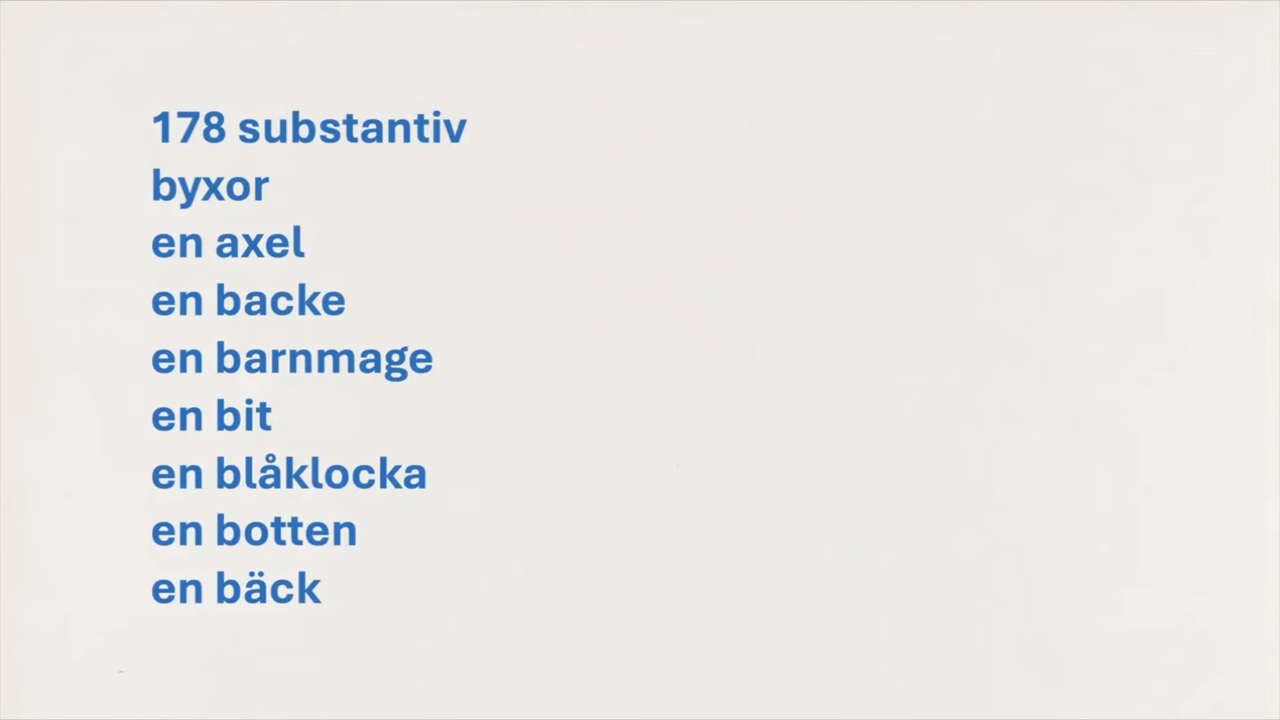 178 substantiv
byxor
en axel
en backe
en barnmage
en bit
en blåklocka
en botten
en bäck